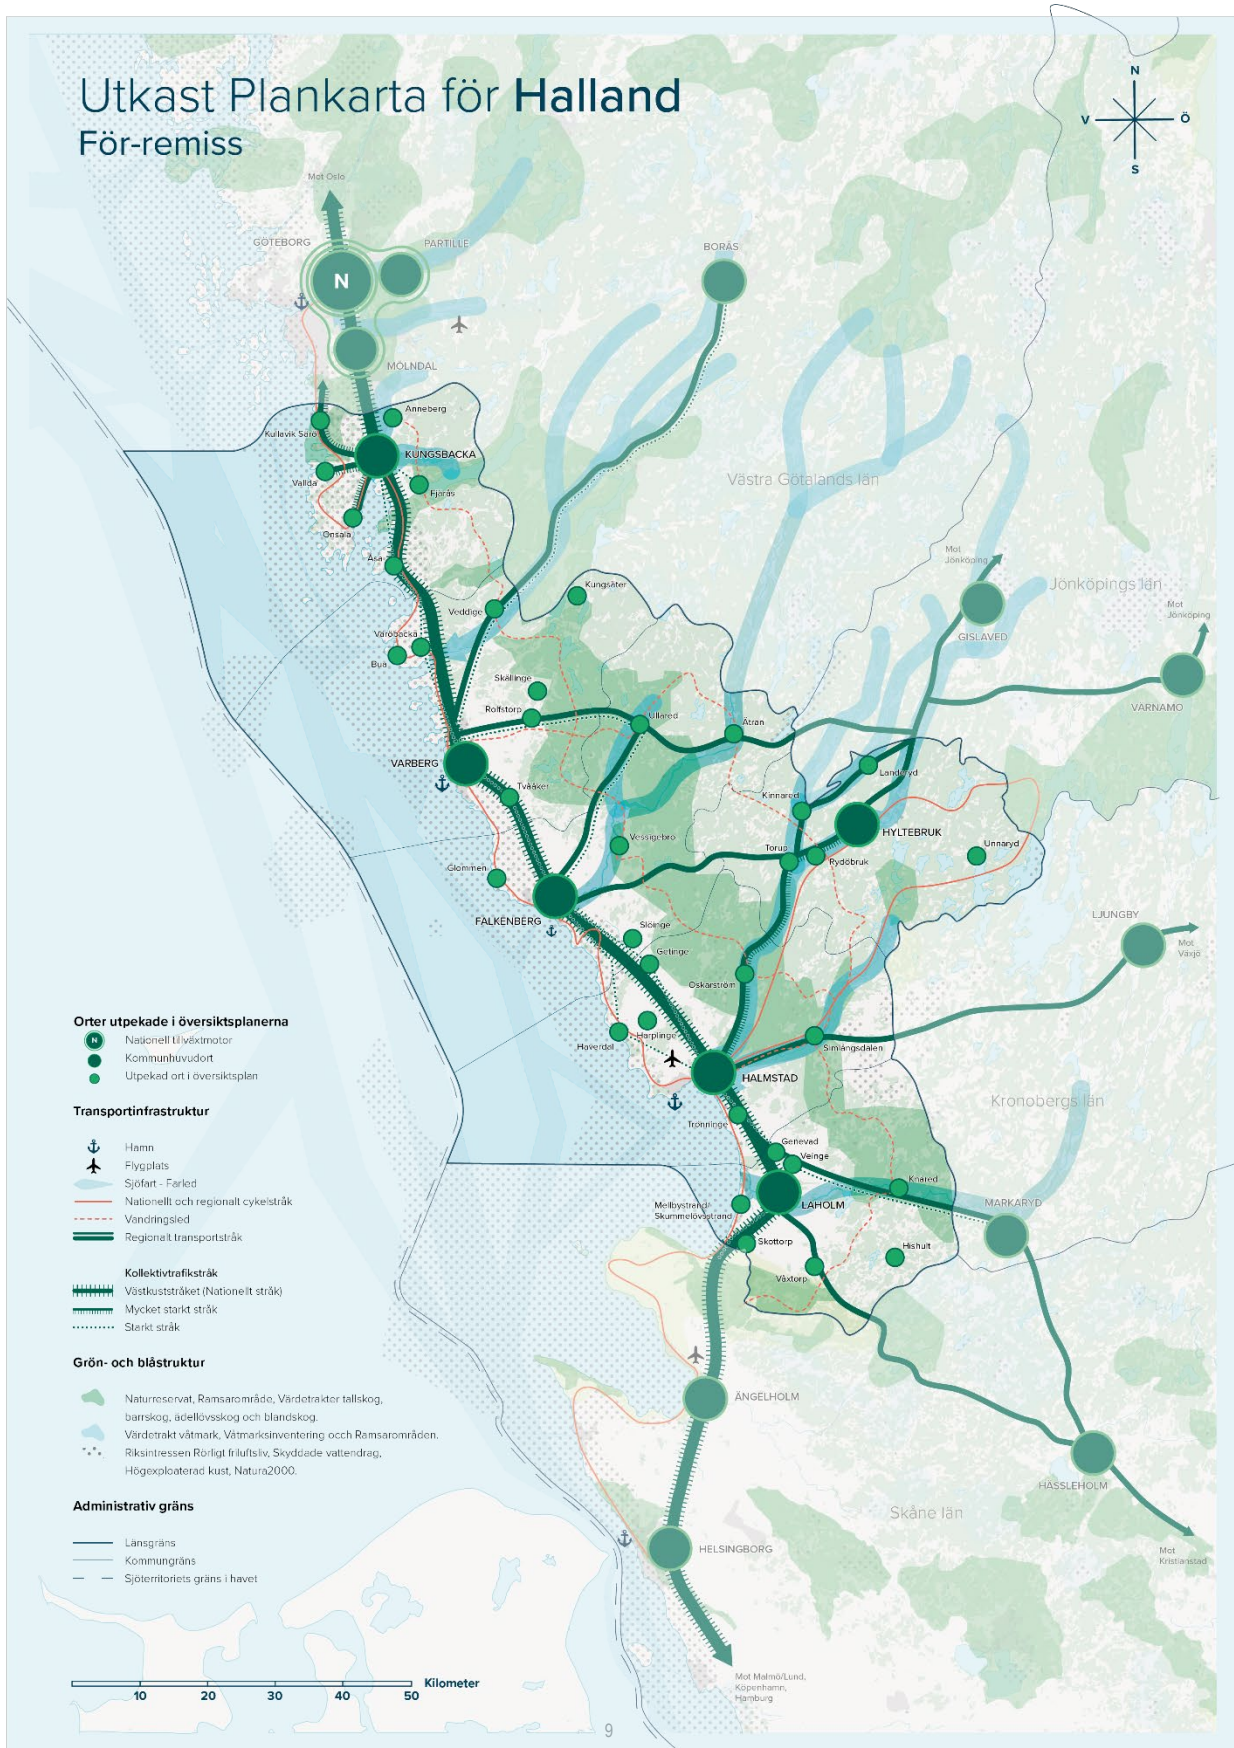 Utkast Plankarta för Halland
För-remiss
N
V
Ö
S
Mot Oslo
GÖTEBORG
PARTILLE
BORÅS
N
MÖLNDAL
Anneberg
Kullavik Särö
KUNGSBACKA
Vallda
Fjärås
Onsala
Västra Götalands län
Åsa
Mot
Jönköping
Jönköpings län
Kungsäter
Mot
Jönköping
Veddige
GISLAVED
Väröbacka
Bua
Skällinge
Rolfstorp
Ullared
Ätran
VÄRNAMO
VARBERG
Landeryd
Tvååker
Kinnared
HYLTEBRUK
Vessigebro
Torup
Rydöbruk
Unnaryd
Glommen
FALKENBERG
LJUNGBY
Slöinge
Mot
Växjö
Getinge
Oskarström
Orter utpekade i översiktsplanerna
N
Nationell tillväxtmotor
Kommunhuvudort
Utpekad ort i översiktsplan
Harplinge
Haverdal
Simlångsdalen
HALMSTAD
Kronobergs län
Trönninge
Transportinfrastruktur
Hamn
Flygplats
Sjöfart - Farled
Nationellt och regionalt cykelstråk
Vandringsled
Regionalt transportstråk
Genevad
Veinge
Knäred
Mellbystrand/
Skummelövsstrand
LAHOLM
MARKARYD
Skottorp
Hishult
Våxtorp
Kollektivtrafikstråk
Västkuststråket (Nationellt stråk)
Mycket starkt stråk
Starkt stråk
Grön- och blåstruktur
Naturreservat, Ramsarområde, Värdetrakter tallskog,
barrskog, ädellövsskog och blandskog.
Värdetrakt våtmark, Våtmarksinventering occh Ramsarområden.
Riksintressen Rörligt friluftsliv, Skyddade vattendrag,
Högexploaterad kust, Natura2000.
ÄNGELHOLM
HÄSSLEHOLM
Administrativ gräns
Länsgräns
Kommungräns
Sjöterritoriets gräns i havet
Skåne län
HELSINGBORG
Mot
Kristianstad
Mot Malmö/Lund,
Köpenhamn,
Hamburg
Kilometer
10 20 30 40 50
9